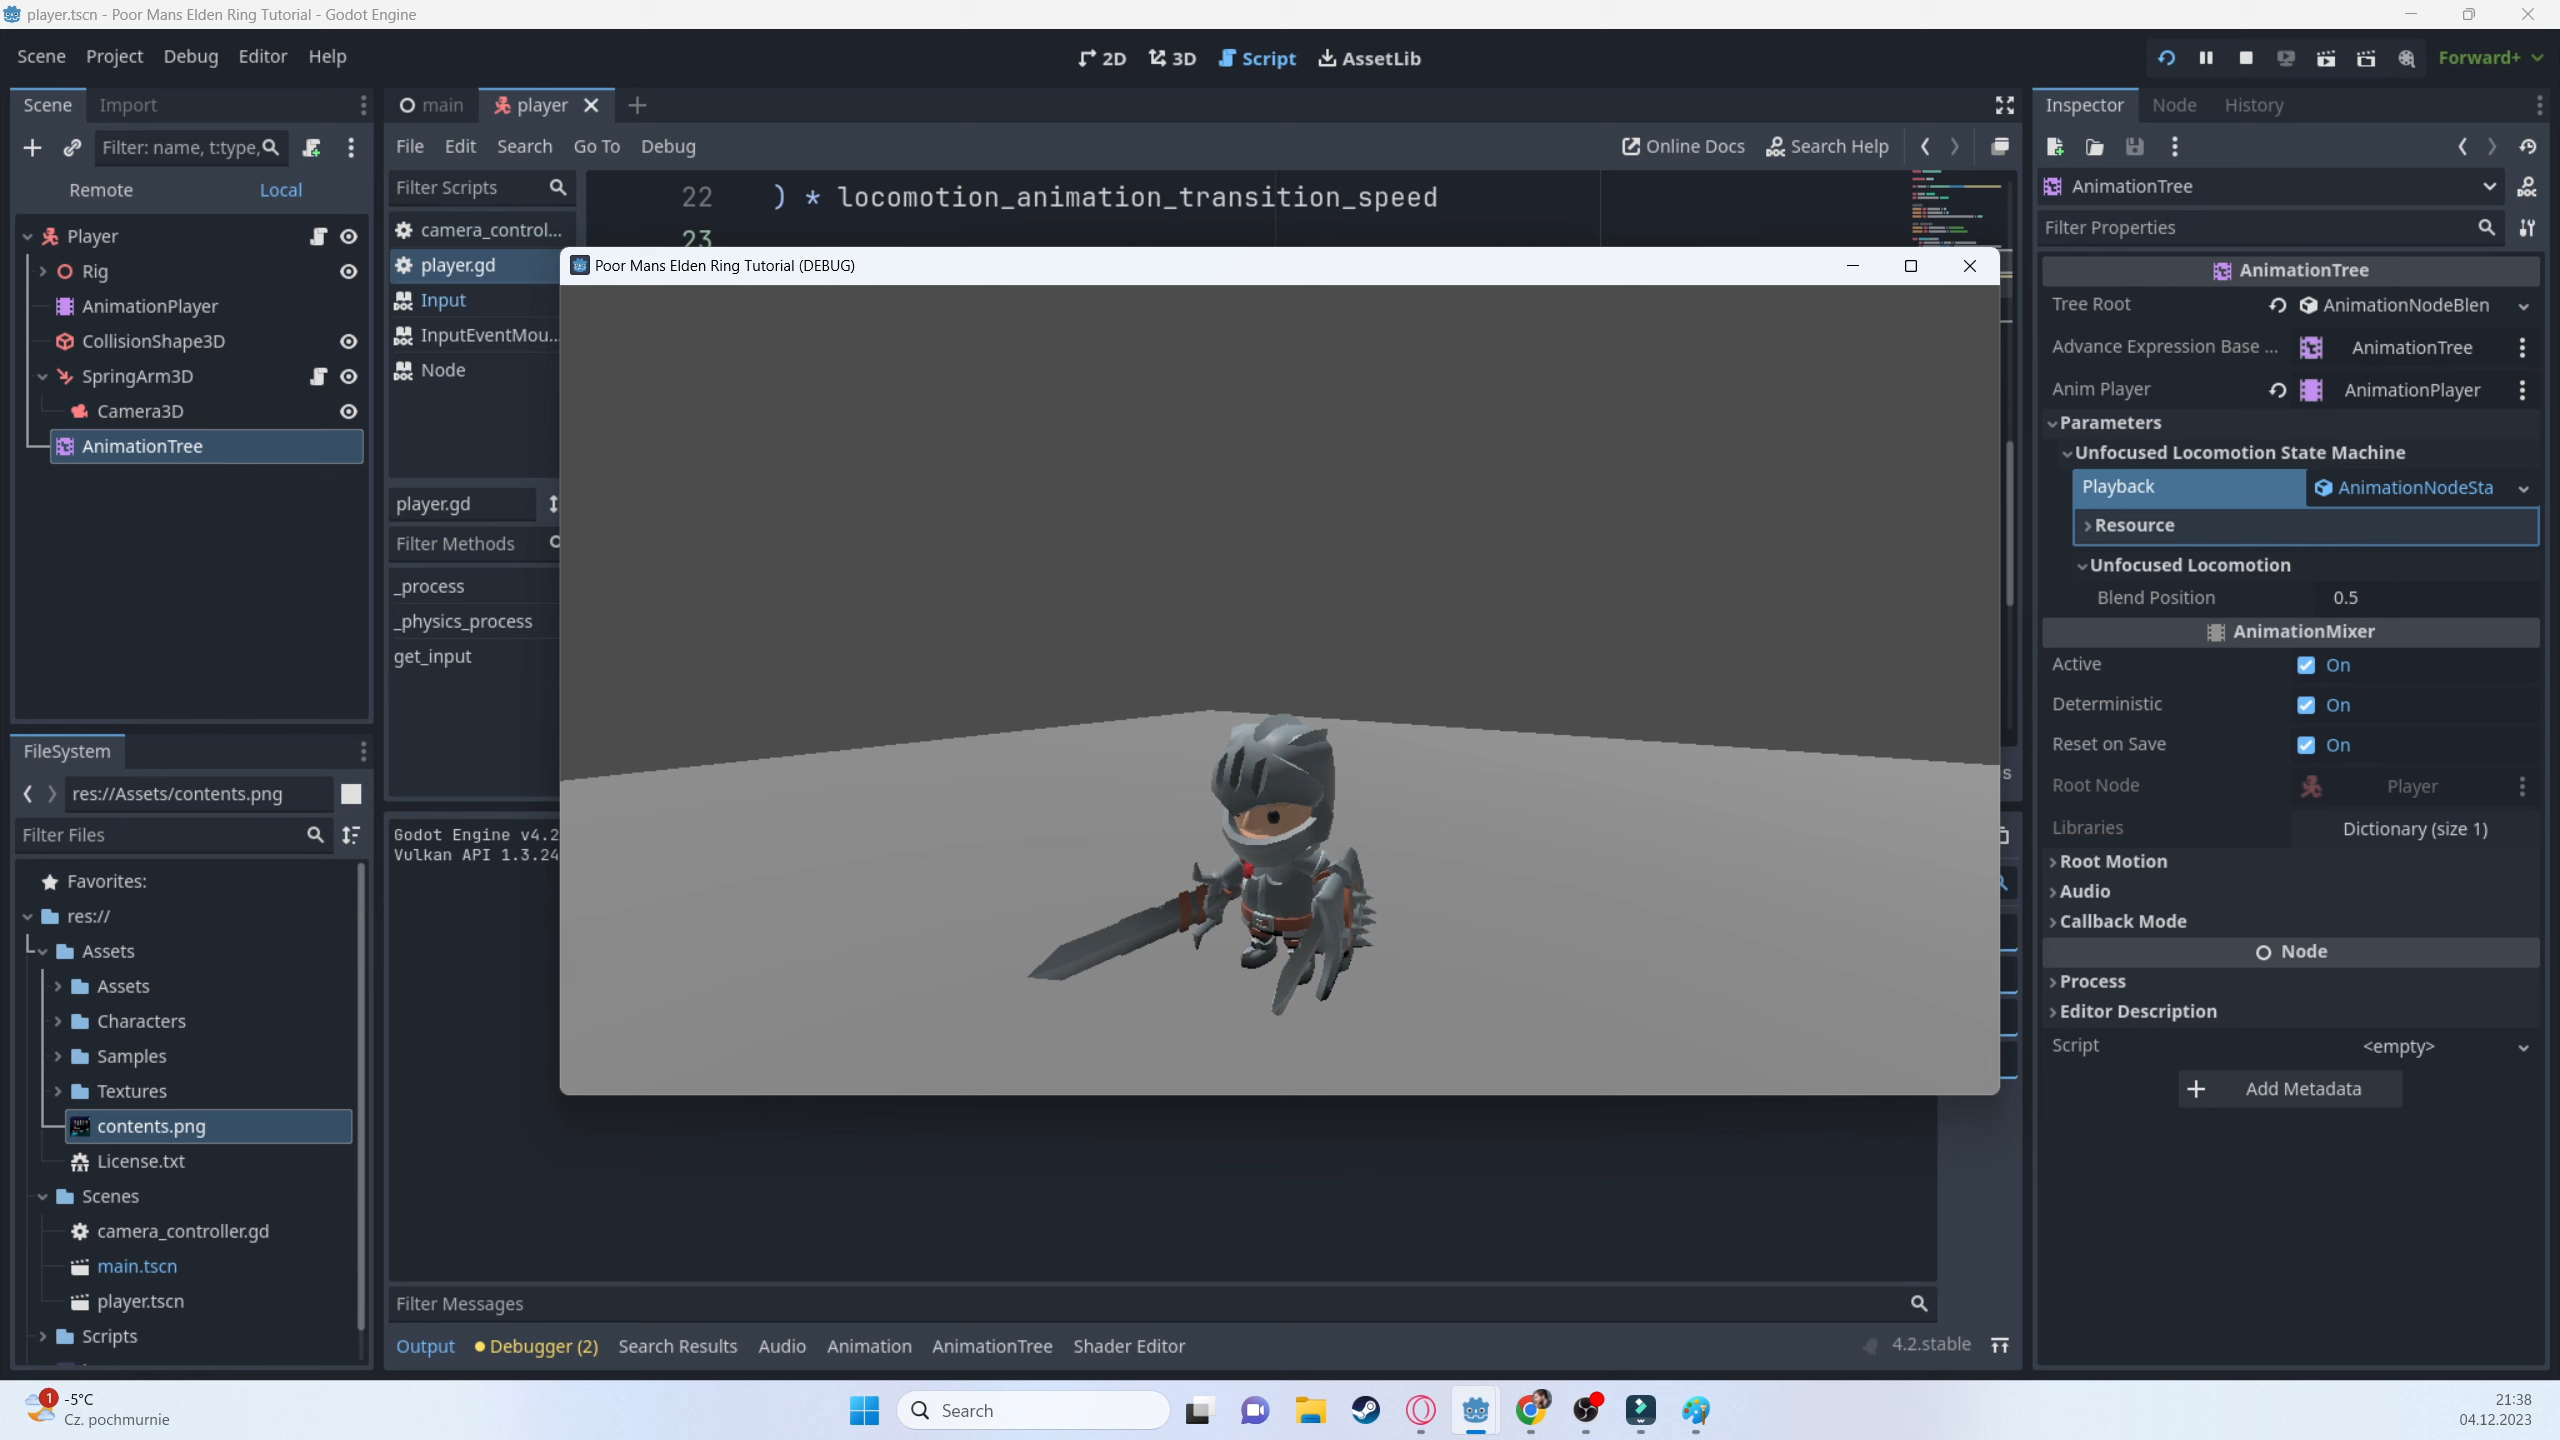 player.tscn - Poor Mans Elden Ring Tutorial - Godot Engine
Scene Project Debug Editor Help
2D 3D Script AssetLib
Forward+
Scene Import
Filter: name, t:type,
Remote Local
Player
Rig
AnimationPlayer
CollisionShape3D
SpringArm3D
Camera3D
AnimationTree
FileSystem
res://Assets/contents.png
Filter Files
Favorites:
res://
Assets
Assets
Characters
Samples
Textures
contents.png
License.txt
Scenes
camera_controller.gd
main.tscn
player.tscn
Scripts
main player
File Edit Search Go To Debug
Online Docs Search Help
Filter Scripts
camera_control...
player.gd
Input
InputEventMou...
Node
player.gd
Filter Methods
_process
_physics_process
get_input
22 ) * locomotion_animation_transition_speed
23
Poor Mans Elden Ring Tutorial (DEBUG)
Godot Engine v4.2
Vulkan API 1.3.24
Filter Messages
Output Debugger (2) Search Results Audio Animation AnimationTree Shader Editor
4.2.stable
Inspector Node History
AnimationTree
Filter Properties
AnimationTree
Tree Root AnimationNodeBlen
Advance Expression Base ... AnimationTree
Anim Player AnimationPlayer
Parameters
Unfocused Locomotion State Machine
Playback AnimationNodeSta
Resource
Unfocused Locomotion
Blend Position 0.5
AnimationMixer
Active On
Deterministic On
Reset on Save On
Root Node Player
Libraries Dictionary (size 1)
Root Motion
Audio
Callback Mode
Node
Process
Editor Description
Script <empty>
Add Metadata
1 -5°C
Cz. pochmurnie
Search
21:38
04.12.2023